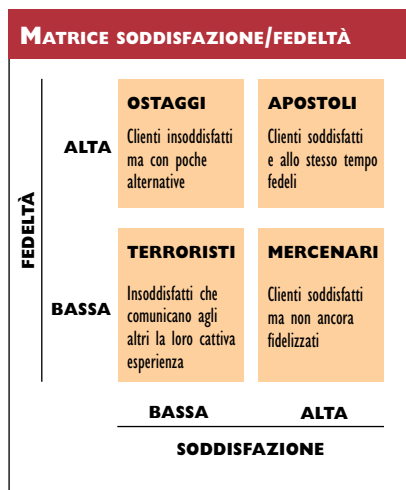 MATRICE SODDISFAZIONE/FEDELTÀ
FEDELTÀ
ALTA
OSTAGGI
Clienti insoddisfatti
ma con poche
alternative
APOSTOLI
Clienti soddisfatti
e allo stesso tempo
fedeli
BASSA
TERRORISTI
Insoddisfatti che
comunicano agli
altri la loro cattiva
esperienza
MERCENARI
Clienti soddisfatti
ma non ancora
fidelizzati
BASSA
ALTA
SODDISFAZIONE